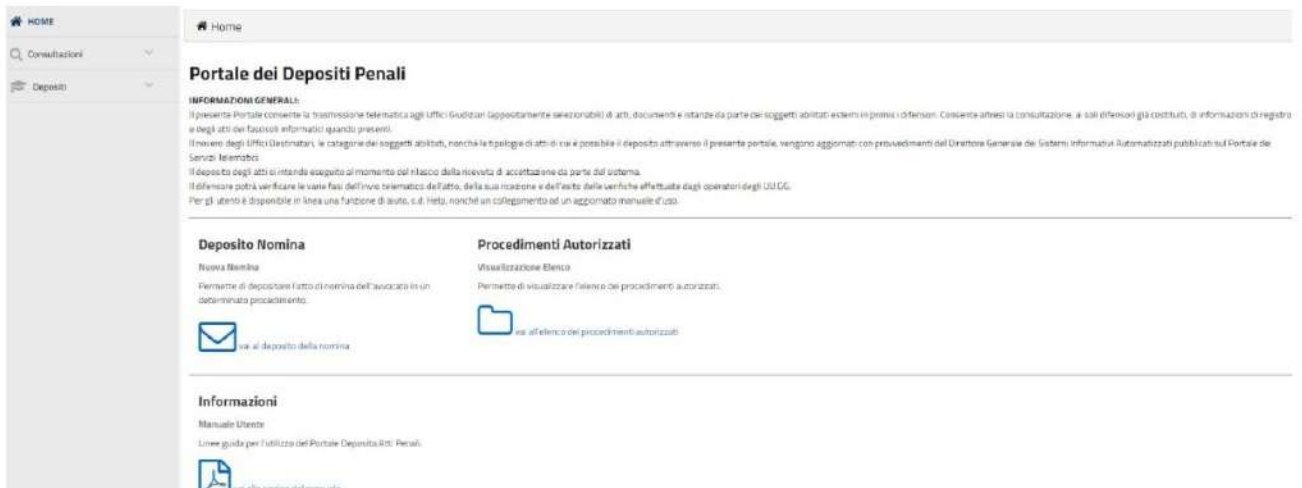 HOME
Home
Consultazioni
Depositi
Portale dei Depositi Penali
INFORMAZIONI GENERALI:
Il presente Portale consente la trasmissione telematica agli Uffici Giudiziari (appositamente selezionabili) di atti, documenti e istanze da parte dei soggetti abilitati esterni in primis i difensori. Consente altresì la consultazione, ai soli difensori già costituiti, di informazioni di registro
e degli atti dei fascicoli informatici quando presenti.
Il novero degli Uffici Destinatari, le categorie dei soggetti abilitati, nonché la tipologia di atti di cui è possibile il deposito attraverso il presente portale, vengono aggiornati con provvedimenti del Direttore Generale dei Sistemi Informativi Automatizzati pubblicati sul Portale dei
Servizi Telematici.
Il deposito degli atti si intende eseguito al momento del rilascio della ricevuta di accettazione da parte del sistema.
Il difensore potrà verificare le varie fasi dell'invio telematico dell'atto, della sua ricezione e dell'esito delle verifiche effettuate dagli operatori degli UU.GG.
Per gli utenti è disponibile in linea una funzione di aiuto, c.d. Help, nonché un collegamento ad un aggiornato manuale d'uso.
Deposito Nomina
Nuova Nomina
Permette di depositare l'atto di nomina dell'avvocato in un
determinato procedimento.
vai al deposito della nomina
Procedimenti Autorizzati
Visualizzazione Elenco
Permette di visualizzare l'elenco dei procedimenti autorizzati.
vai all'elenco dei procedimenti autorizzati
Informazioni
Manuale Utente
Linee guida per l'utilizzo del Portale Deposito Atti Penali.